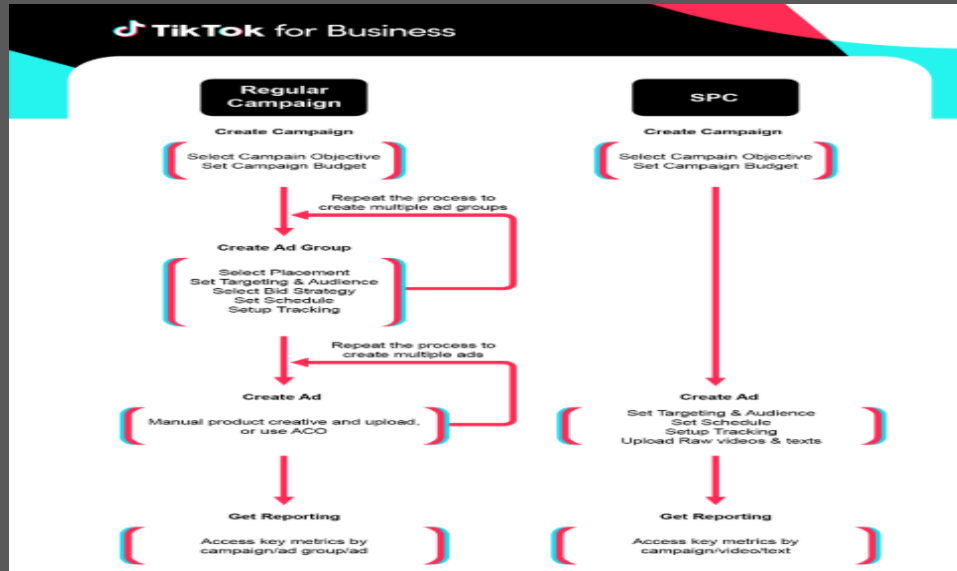 TikTok for Business
Regular
Campaign
Create Campaign
Select Campain Objective
Set Campaign Budget
Repeat the process to
create multiple ad groups
Create Ad Group
Select Placement
Set Targeting & Audience
Select Bid Strategy
Set Schedule
Setup Tracking
Repeat the process to
create multiple ads
Create Ad
Manual product creative and upload,
or use ACO
Get Reporting
Access key metrics by
campaign/ad group/ad
SPC
Create Campaign
Select Campain Objective
Set Campaign Budget
Create Ad
Set Targeting & Audience
Set Schedule
Setup Tracking
Upload Raw videos & texts
Get Reporting
Access key metrics by
campaign/video/text